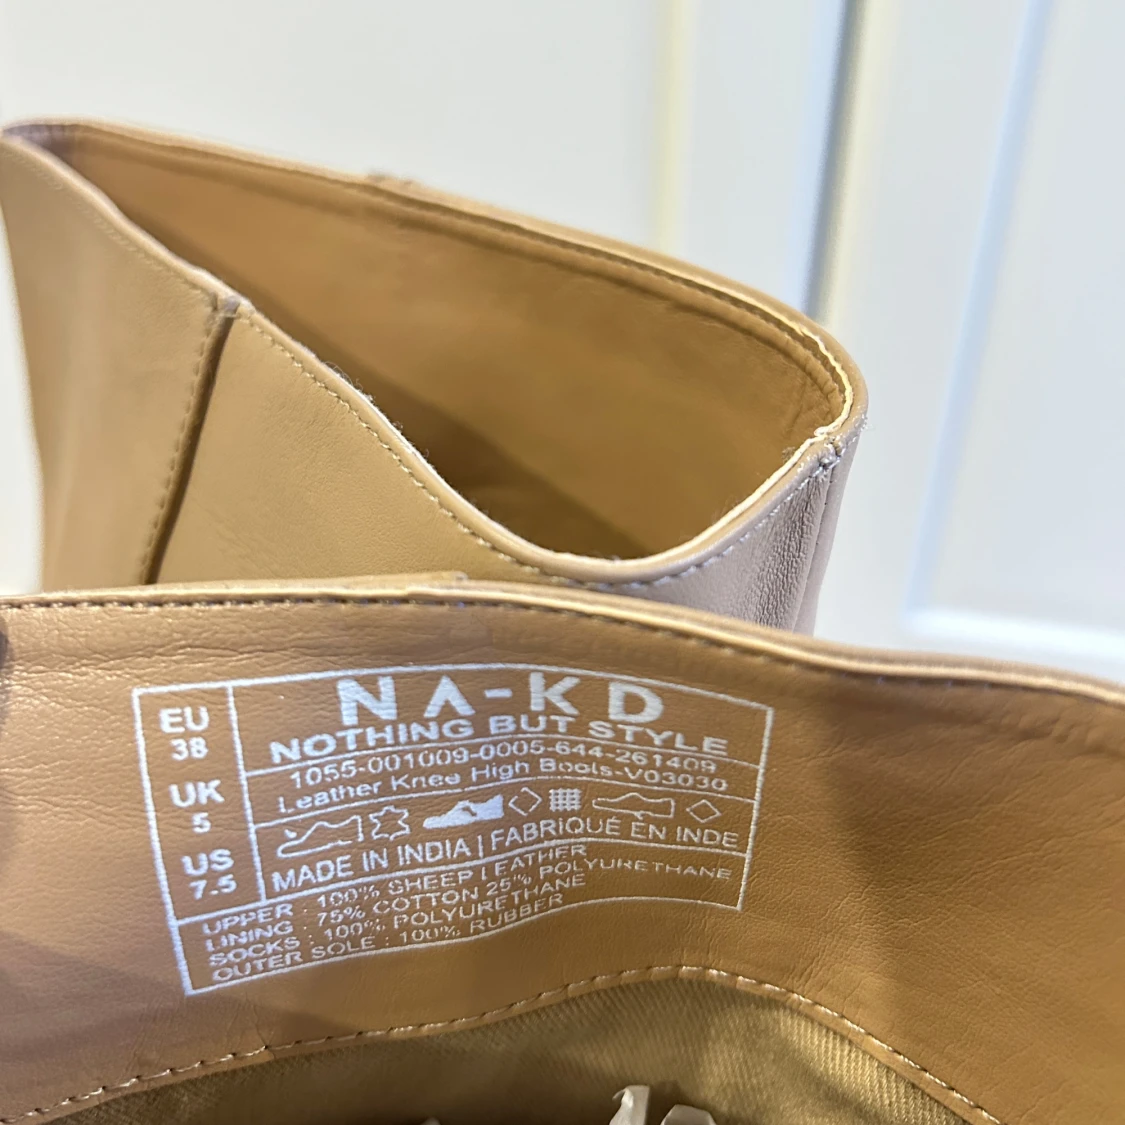 EU
38
UK
5
US
7.5
NA-KD
NOTHING BUT STYLE
1055-001009-0005-644-261409
Leather Knee High Boots-V03030
MADE IN INDIA | FABRIQUÉ EN INDE
UPPER : 100% SHEEP LEATHER
LINING : 75% COTTON 25% POLYURETHANE
SOCKS : 100% POLYURETHANE
OUTER SOLE : 100% RUBBER